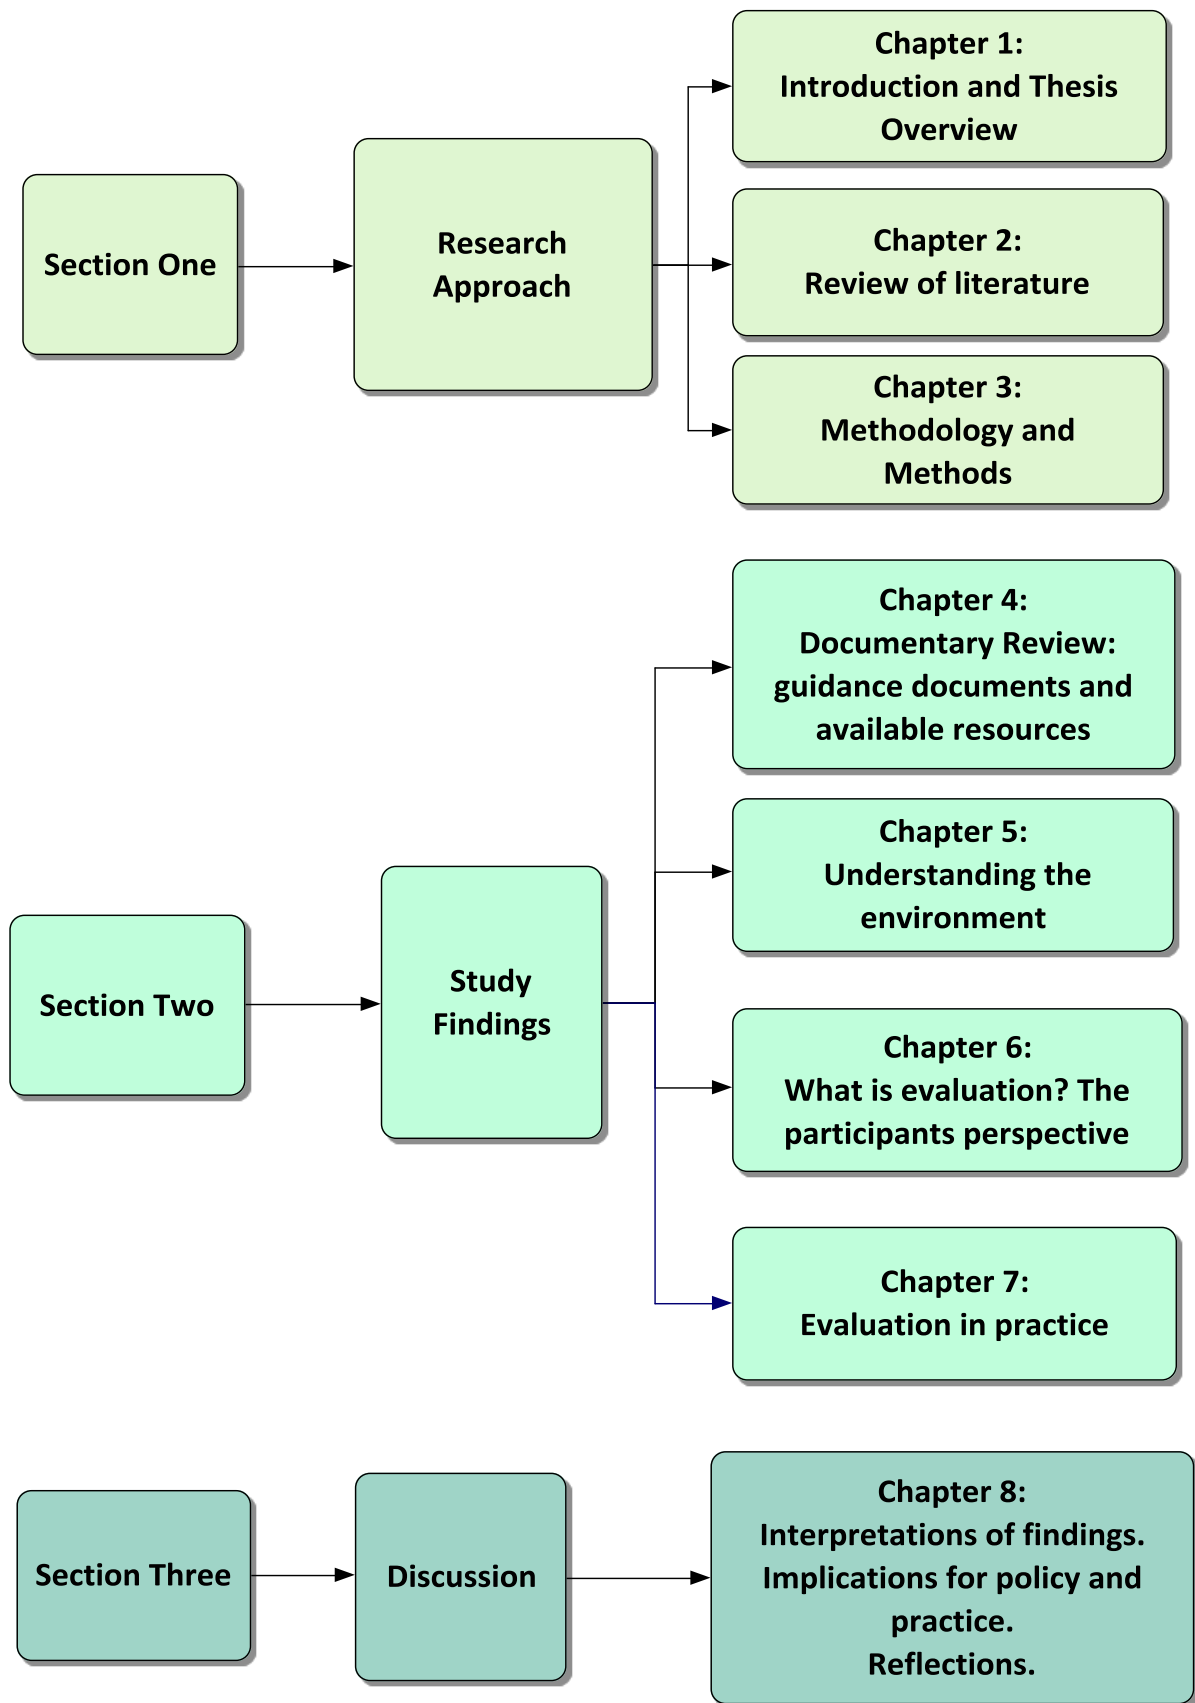 Section One
Research
Approach
Chapter 1:
Introduction and Thesis
Overview
Chapter 2:
Review of literature
Chapter 3:
Methodology and
Methods
Section Two
Study
Findings
Chapter 4:
Documentary Review:
guidance documents and
available resources
Chapter 5:
Understanding the
environment
Chapter 6:
What is evaluation? The
participants perspective
Chapter 7:
Evaluation in practice
Section Three
Discussion
Chapter 8:
Interpretations of findings.
Implications for policy and
practice.
Reflections.